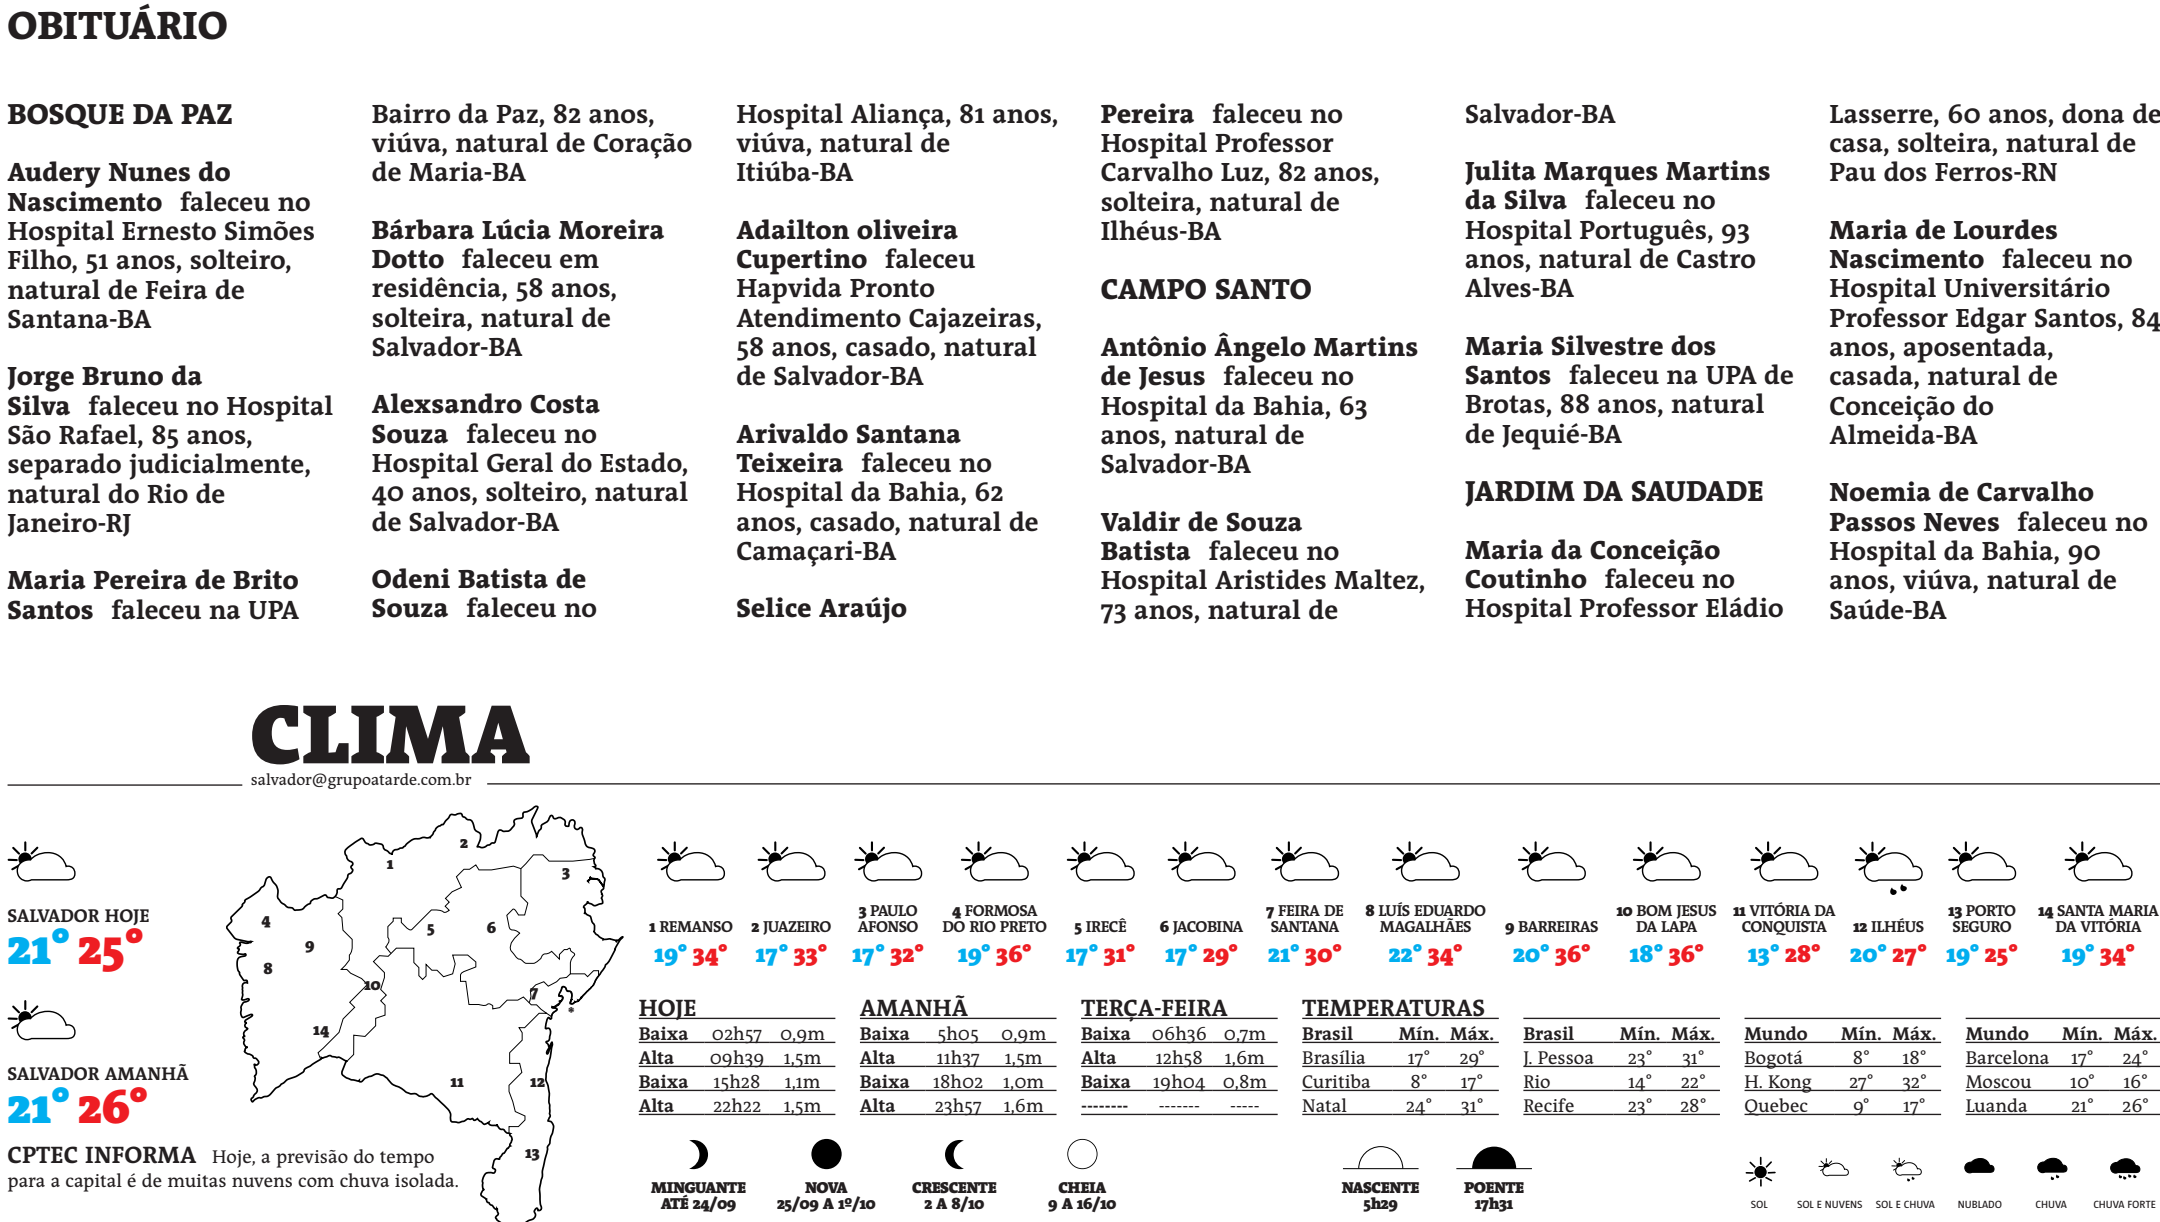 OBITUÁRIO
BOSQUE DA PAZ
Audery Nunes do
Nascimento faleceu no
Hospital Ernesto Simões
Filho, 51 anos, solteiro,
natural de Feira de
Santana-BA
Jorge Bruno da
Silva faleceu no Hospital
São Rafael, 85 anos,
separado judicialmente,
natural do Rio de
Janeiro-RJ
Maria Pereira de Brito
Santos faleceu na UPA
Bairro da Paz, 82 anos,
viúva, natural de Coração
de Maria-BA
Bárbara Lúcia Moreira
Dotto faleceu em
residência, 58 anos,
solteira, natural de
Salvador-BA
Alexsandro Costa
Souza faleceu no
Hospital Geral do Estado,
40 anos, solteiro, natural
de Salvador-BA
Odeni Batista de
Souza faleceu no
Hospital Aliança, 81 anos,
viúva, natural de
Itiúba-BA
Adailton oliveira
Cupertino faleceu
Hapvida Pronto
Atendimento Cajazeiras,
58 anos, casado, natural
de Salvador-BA
Arivaldo Santana
Teixeira faleceu no
Hospital da Bahia, 62
anos, casado, natural de
Camaçari-BA
Selice Araújo
Pereira faleceu no
Hospital Professor
Carvalho Luz, 82 anos,
solteira, natural de
Ilhéus-BA
CAMPO SANTO
Antônio Ângelo Martins
de Jesus faleceu no
Hospital da Bahia, 63
anos, natural de
Salvador-BA
Valdir de Souza
Batista faleceu no
Hospital Aristides Maltez,
73 anos, natural de
Salvador-BA
Julita Marques Martins
da Silva faleceu no
Hospital Português, 93
anos, natural de Castro
Alves-BA
Maria Silvestre dos
Santos faleceu na UPA de
Brotas, 88 anos, natural
de Jequié-BA
JARDIM DA SAUDADE
Maria da Conceição
Coutinho faleceu no
Hospital Professor Eládio
Lasserre, 60 anos, dona de
casa, solteira, natural de
Pau dos Ferros-RN
Maria de Lourdes
Nascimento faleceu no
Hospital Universitário
Professor Edgar Santos, 84
anos, aposentada,
casada, natural de
Conceição do
Almeida-BA
Noemia de Carvalho
Passos Neves faleceu no
Hospital da Bahia, 90
anos, viúva, natural de
Saúde-BA
CLIMA
salvador@grupoatarde.com.br
SALVADOR HOJE
21° 25°
SALVADOR AMANHÃ
21° 26°
CPTEC INFORMA Hoje, a previsão do tempo
para a capital é de muitas nuvens com chuva isolada.
1
2
3
4
5
6
7
*
8
9
10
11
12
13
14
1 REMANSO
19° 34°
2 JUAZEIRO
17° 33°
3 PAULO
AFONSO
17° 32°
4 FORMOSA
DO RIO PRETO
19° 36°
5 IRECÊ
17° 31°
6 JACOBINA
17° 29°
7 FEIRA DE
SANTANA
21° 30°
8 LUÍS EDUARDO
MAGALHÃES
22° 34°
9 BARREIRAS
20° 36°
10 BOM JESUS
DA LAPA
18° 36°
11 VITÓRIA DA
CONQUISTA
13° 28°
12 ILHÉUS
20° 27°
13 PORTO
SEGURO
19° 25°
14 SANTA MARIA
DA VITÓRIA
19° 34°
HOJE
Baixa 02h57 0,9m
Alta 09h39 1,5m
Baixa 15h28 1,1m
Alta 22h22 1,5m
AMANHÃ
Baixa 5h05 0,9m
Alta 11h37 1,5m
Baixa 18h02 1,0m
Alta 23h57 1,6m
TERÇA-FEIRA
Baixa 06h36 0,7m
Alta 12h58 1,6m
Baixa 19h04 0,8m
-------- ------- -----
TEMPERATURAS
Brasil Mín. Máx.
Brasília 17° 29°
Curitiba 8° 17°
Natal 24° 31°
Brasil Mín. Máx.
J. Pessoa 23° 31°
Rio 14° 22°
Recife 23° 28°
Mundo Mín. Máx.
Bogotá 8° 18°
H. Kong 27° 32°
Quebec 9° 17°
Mundo Mín. Máx.
Barcelona 17° 24°
Moscou 10° 16°
Luanda 21° 26°
MINGUANTE
ATÉ 24/09
NOVA
25/09 A 1º/10
CRESCENTE
2 A 8/10
CHEIA
9 A 16/10
NASCENTE
5h29
POENTE
17h31
SOL
SOL E NUVENS
SOL E CHUVA
NUBLADO
CHUVA
CHUVA FORTE